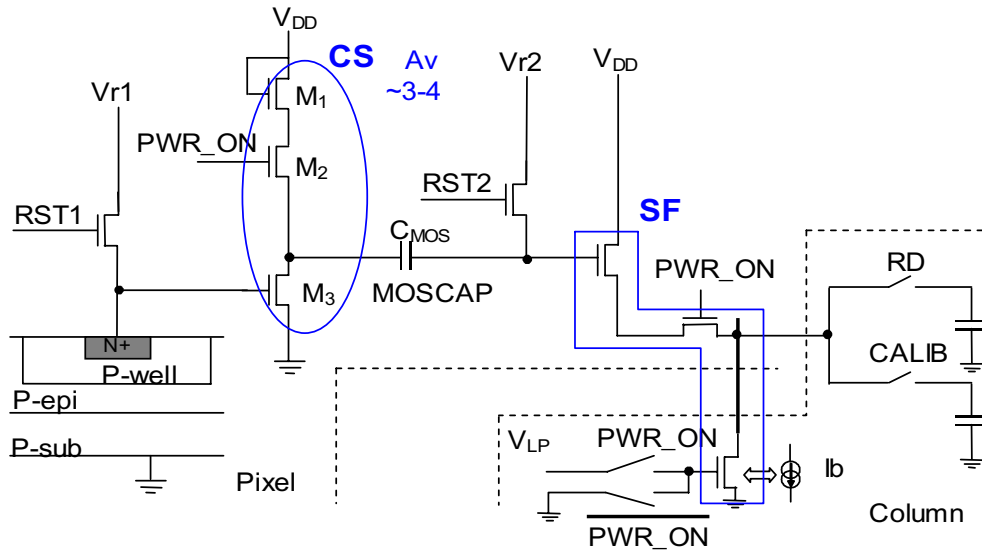 VDD
CS Av
~3-4
Vr2
VDD
Vr1
M1
PWR_ON
M2
RST2
SF
RST1
CMOS
PWR_ON
RD
M3
MOSCAP
N+
CALIB
P-well
P-epi
VLP
PWR_ON
P-sub
Ib
Pixel
Column
PWR_ON